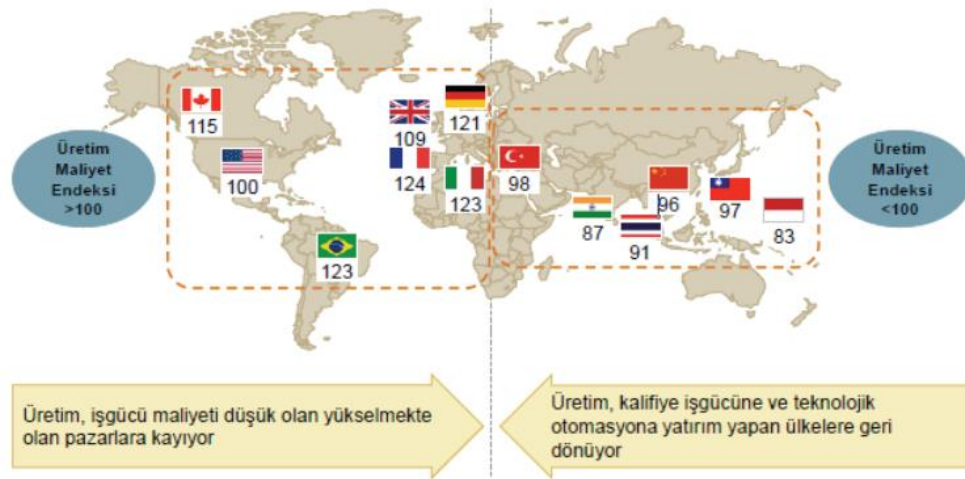 Üretim
Maliyet
Endeksi
>100
115
100
123
109
124
121
123
98
87
96
91
97
83
Üretim
Maliyet
Endeksi
<100
Üretim, işgücü maliyeti düşük olan yükselmekte
olan pazarlara kayıyor
Üretim, kalifiye işgücüne ve teknolojik
otomasyona yatırım yapan ülkelere geri
dönüyor